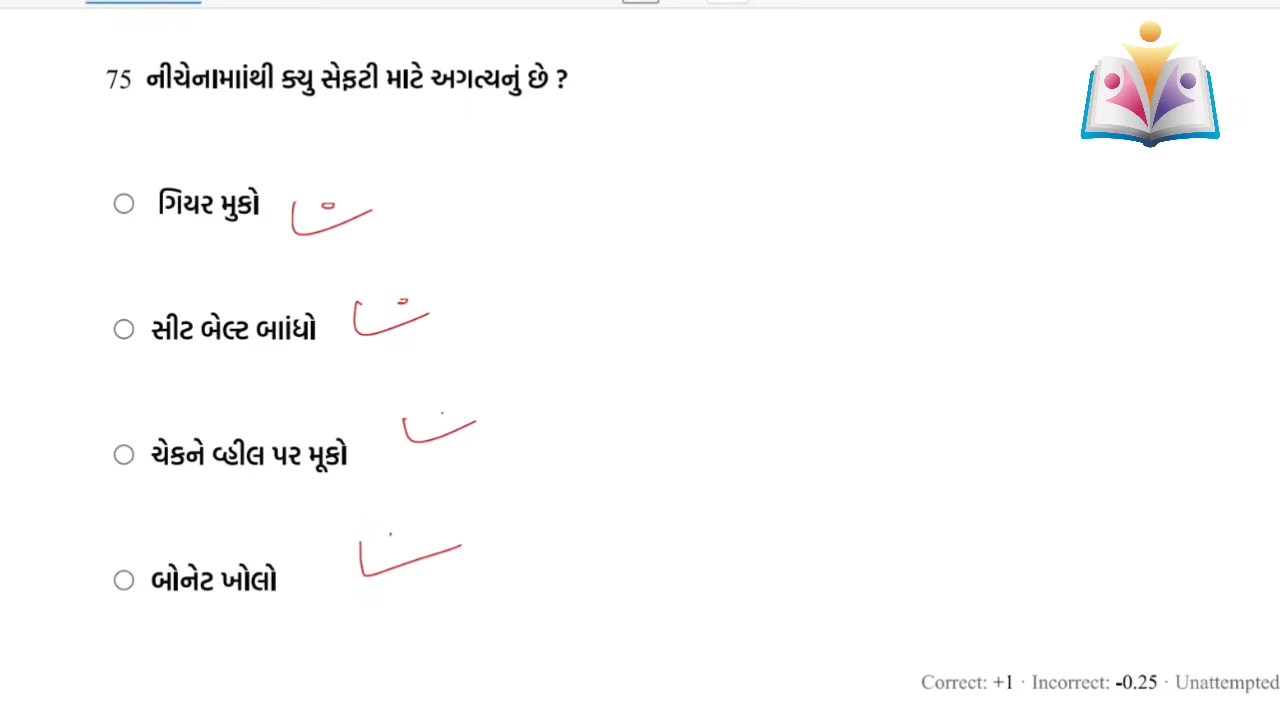 75 નીચેનામાાંથી ક્યુ સેફટી માટે અગત્યનું છે ?
ગિયર મુકો
સીટ બેલ્ટ બાાંધો
ચેકને વ્હીલ પર મૂકો
બોનેટ ખોલો
Correct: +1 · Incorrect: -0.25 · Unattempted